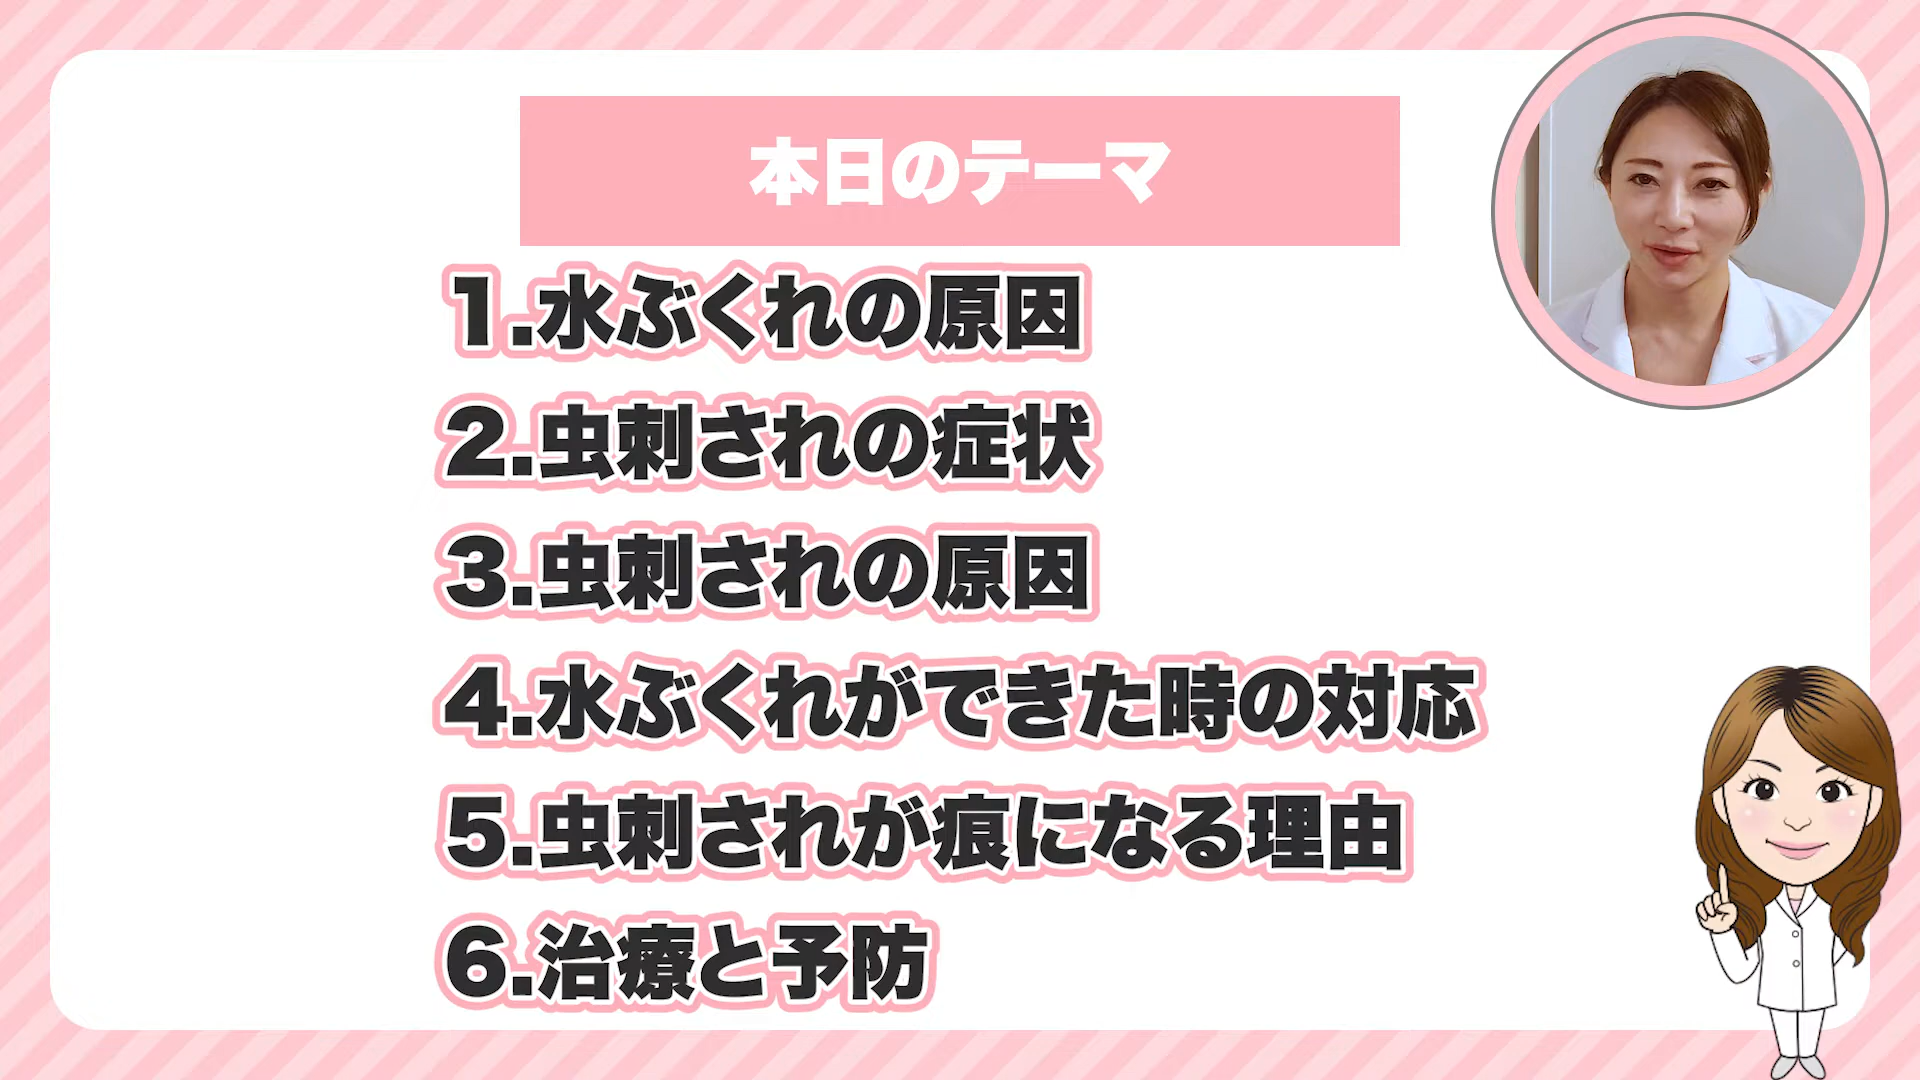 本日のテーマ
1.水ぶくれの原因
2.虫刺されの症状
3.虫刺されの原因
4.水ぶくれができた時の対応
5.虫刺されが痕になる理由
6.治療と予防